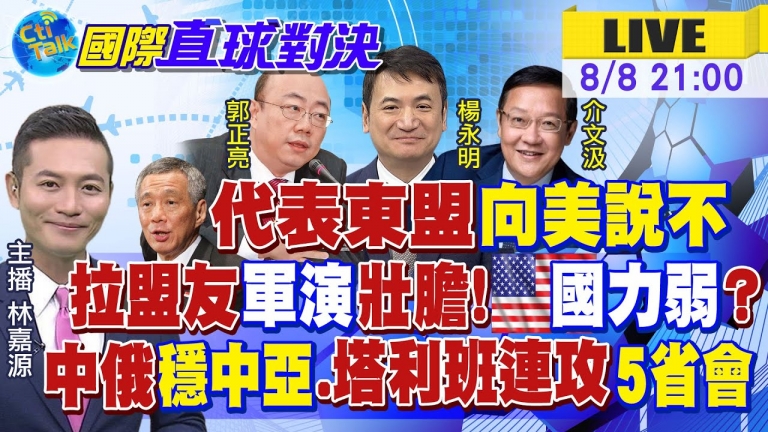 Cti Talk
國際直球對決
LIVE
8/8 21:00
郭正亮
楊永明
介文汲
主播 林嘉源
代表東盟向美說不
拉盟友軍演壯膽!國力弱?
中俄穩中亞.塔利班連攻5省會